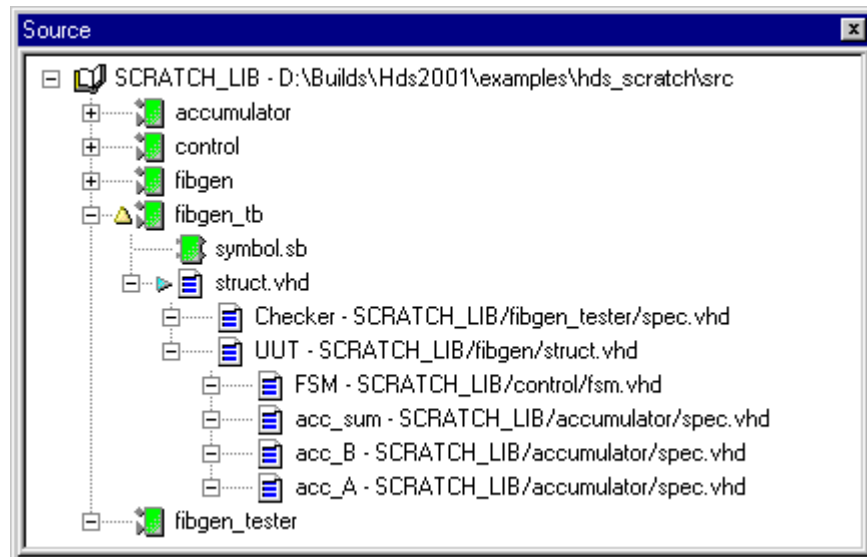 Source
SCRATCH_LIB - D:\Builds\Hds2001\examples\hds_scratch\src
accumulator
control
fibgen
fibgen_tb
symbol.sb
struct.vhd
Checker - SCRATCH_LIB/fibgen_tester/spec.vhd
UUT - SCRATCH_LIB/fibgen/struct.vhd
FSM - SCRATCH_LIB/control/fsm.vhd
acc_sum - SCRATCH_LIB/accumulator/spec.vhd
acc_B - SCRATCH_LIB/accumulator/spec.vhd
acc_A - SCRATCH_LIB/accumulator/spec.vhd
fibgen_tester